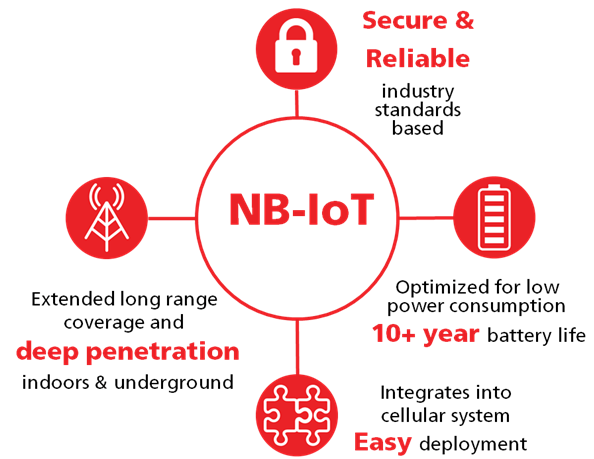 Secure &
Reliable
industry
standards
based
NB-IoT
Extended long range
coverage and
deep penetration
indoors & underground
Optimized for low
power consumption
10+ year battery life
Integrates into
cellular system
Easy deployment